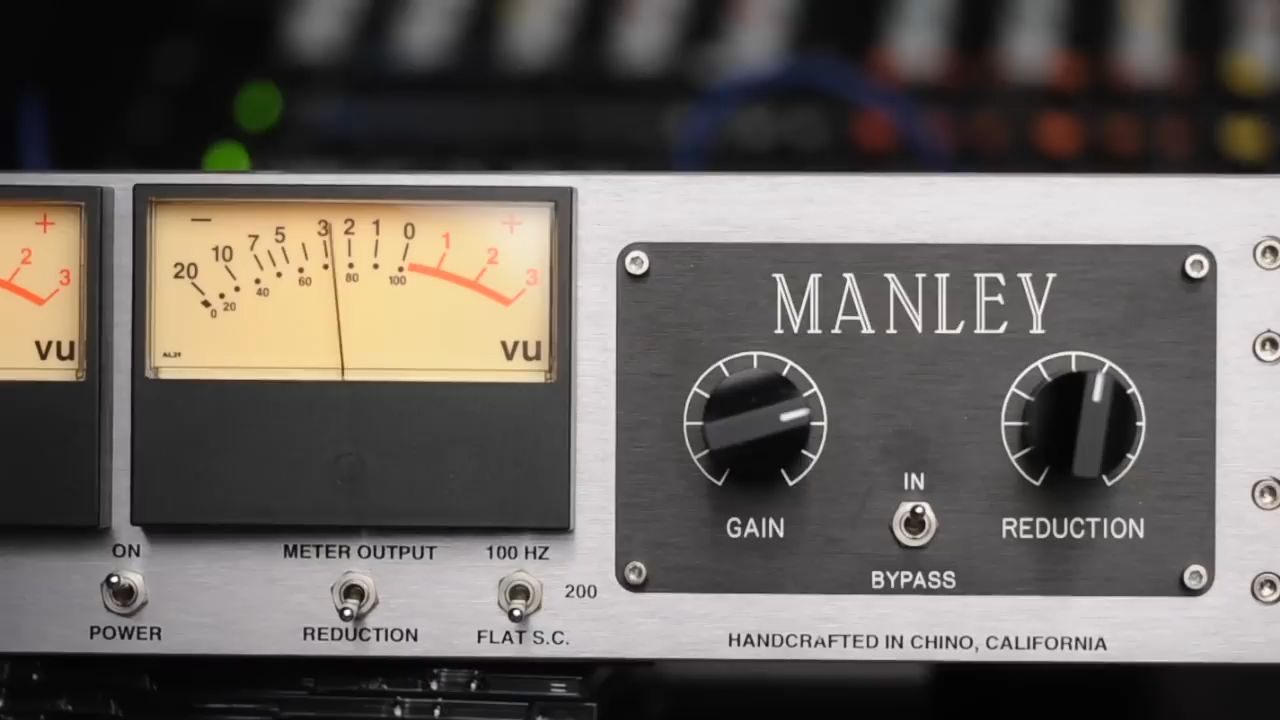 +
2
3
vu
− 20 10 7 5 3 2 1 0 1 2 3 +
0 20 40 60 80 100
vu
MANLEY
GAIN
IN
BYPASS
REDUCTION
ON
POWER
METER OUTPUT
REDUCTION
100 HZ
200
FLAT S.C.
HANDCRAFTED IN CHINO, CALIFORNIA